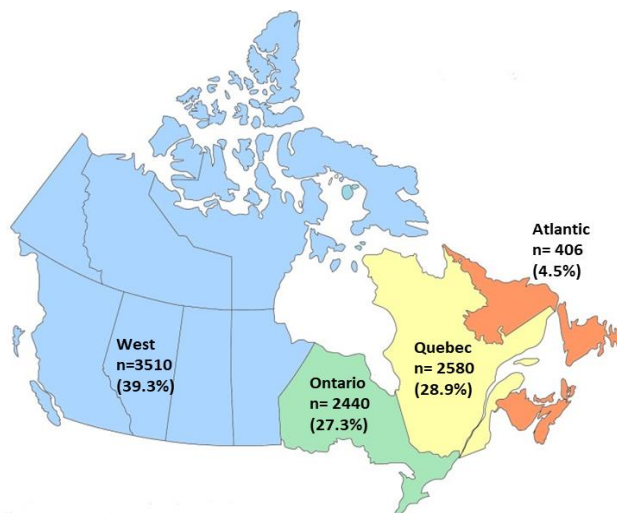 Atlantic
n= 406
(4.5%)
West
n=3510
(39.3%)
Quebec
n= 2580
(28.9%)
Ontario
n= 2440
(27.3%)